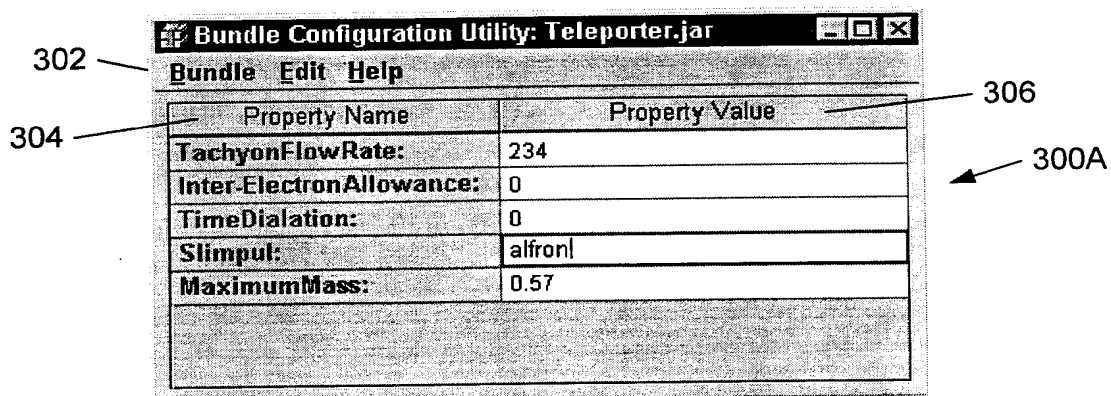 Bundle Configuration Utility: Teleporter.jar
302
Bundle Edit Help
306
304
Property Name Property Value
TachyonFlowRate: 234
300A
Inter-ElectronAllowance: 0
TimeDialation: 0
Slimpul: alfron
MaximumMass: 0.57